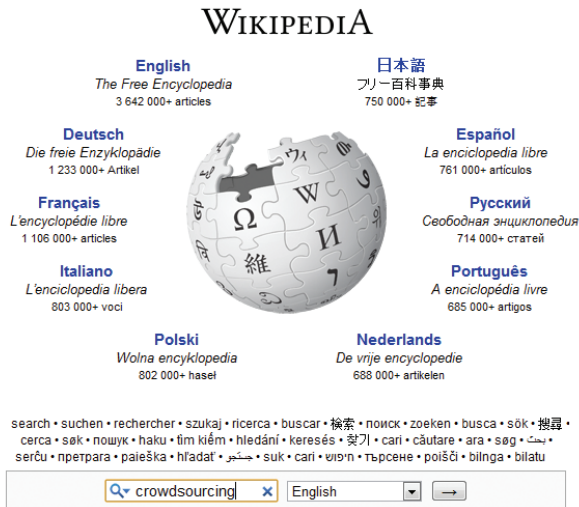 WIKIPEDIA
English
The Free Encyclopedia
3 642 000+ articles
日本語
フリー百科事典
750 000+ 記事
Deutsch
Die freie Enzyklopädie
1 233 000+ Artikel
Español
La enciclopedia libre
761 000+ artículos
Français
L'encyclopédie libre
1 106 000+ articles
Русский
Свободная энциклопедия
714 000+ статей
Italiano
L'enciclopedia libera
803 000+ voci
Português
A enciclopédia livre
685 000+ artigos
Polski
Wolna encyklopedia
802 000+ haseł
Nederlands
De vrije encyclopedie
688 000+ artikelen
Ω W И 維 ウィ 7
search • suchen • rechercher • szukaj • ricerca • buscar • 検索 • поиск • zoeken • busca • sök • 搜尋 •
cerca • søk • пошук • haku • tìm kiếm • hledání • keresés • 찾기 • cari • căutare • ara • søg • بحث •
serĉu • претрага • paieška • hľadať • جستجو • suk • cari • חיפוש • търсене • poišči • bilnga • bilatu
crowdsourcing
English
→